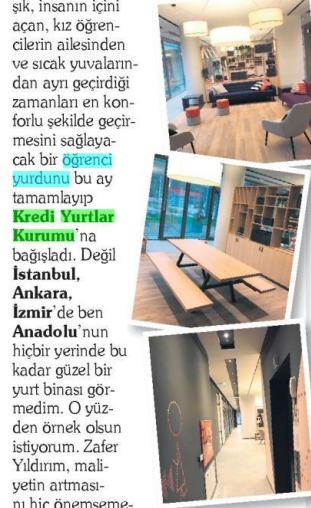 şık, insanın içini
açan, kız öğren-
cilerin ailesinden
ve sıcak yuvaların-
dan ayrı geçirdiği
zamanları en kon-
forlu şekilde geçir-
mesini sağlaya-
cak bir öğrenci
yurdunu bu ay
tamamlayıp
Kredi Yurtlar
Kurumu'na
bağışladı. Değil
İstanbul,
Ankara,
İzmir'de ben
Anadolu'nun
hiçbir yerinde bu
kadar güzel bir
yurt binası gör-
medim. O yüz-
den örnek olsun
istiyorum. Zafer
Yıldırım, mali-
yetin artması-
nı hiç önemseme-